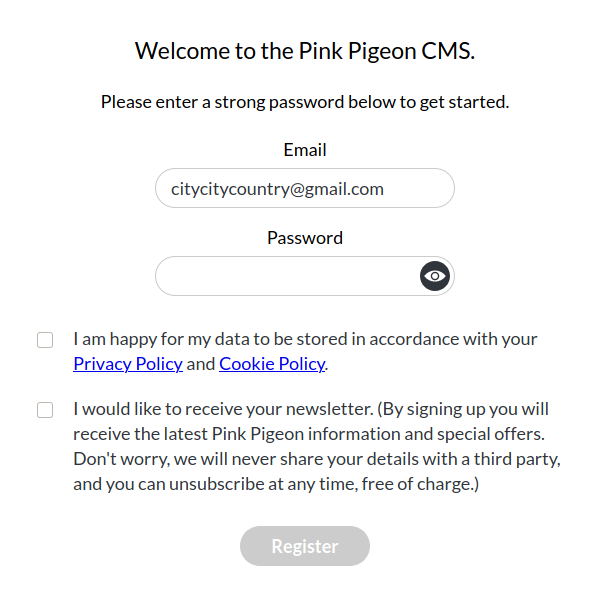 Welcome to the Pink Pigeon CMS.
Please enter a strong password below to get started.
Email
citycitycountry@gmail.com
Password
I am happy for my data to be stored in accordance with your
Privacy Policy and Cookie Policy.
I would like to receive your newsletter. (By signing up you will
receive the latest Pink Pigeon information and special offers.
Don't worry, we will never share your details with a third party,
and you can unsubscribe at any time, free of charge.)
Register